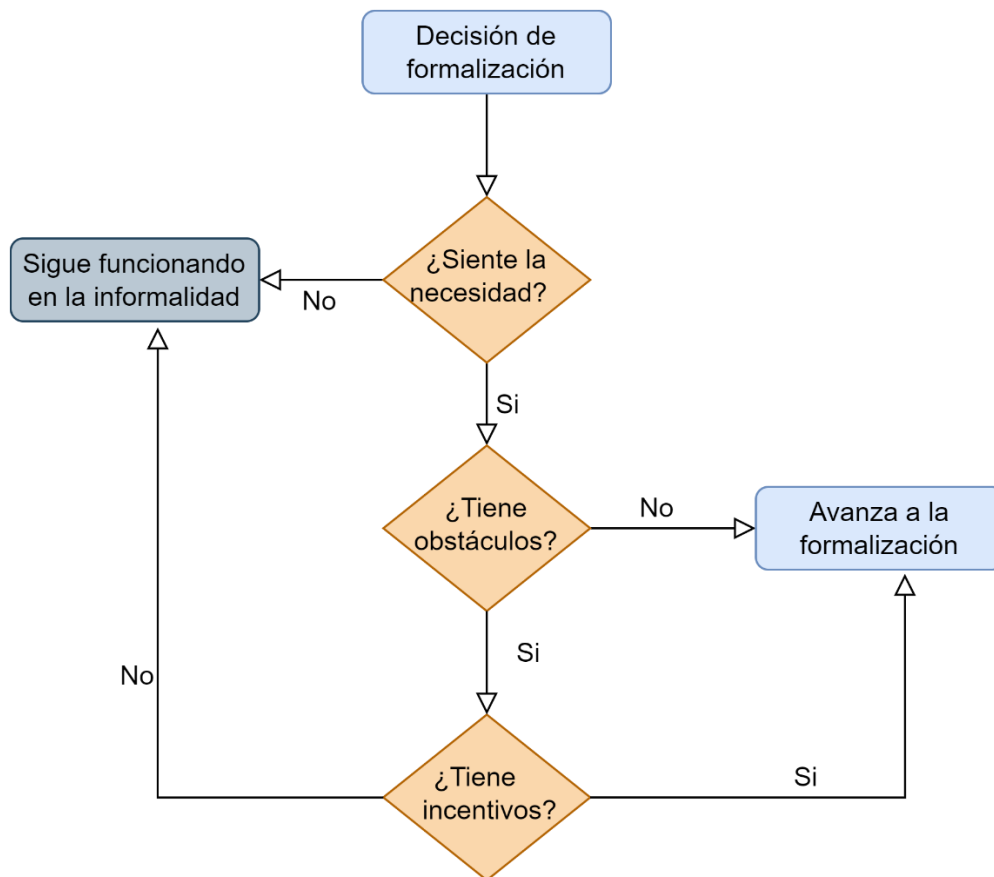 Decisión de
formalización
¿Siente la
necesidad?
No
Sigue funcionando
en la informalidad
Si
¿Tiene
obstáculos?
No
Avanza a la
formalización
Si
¿Tiene
incentivos?
No
Si